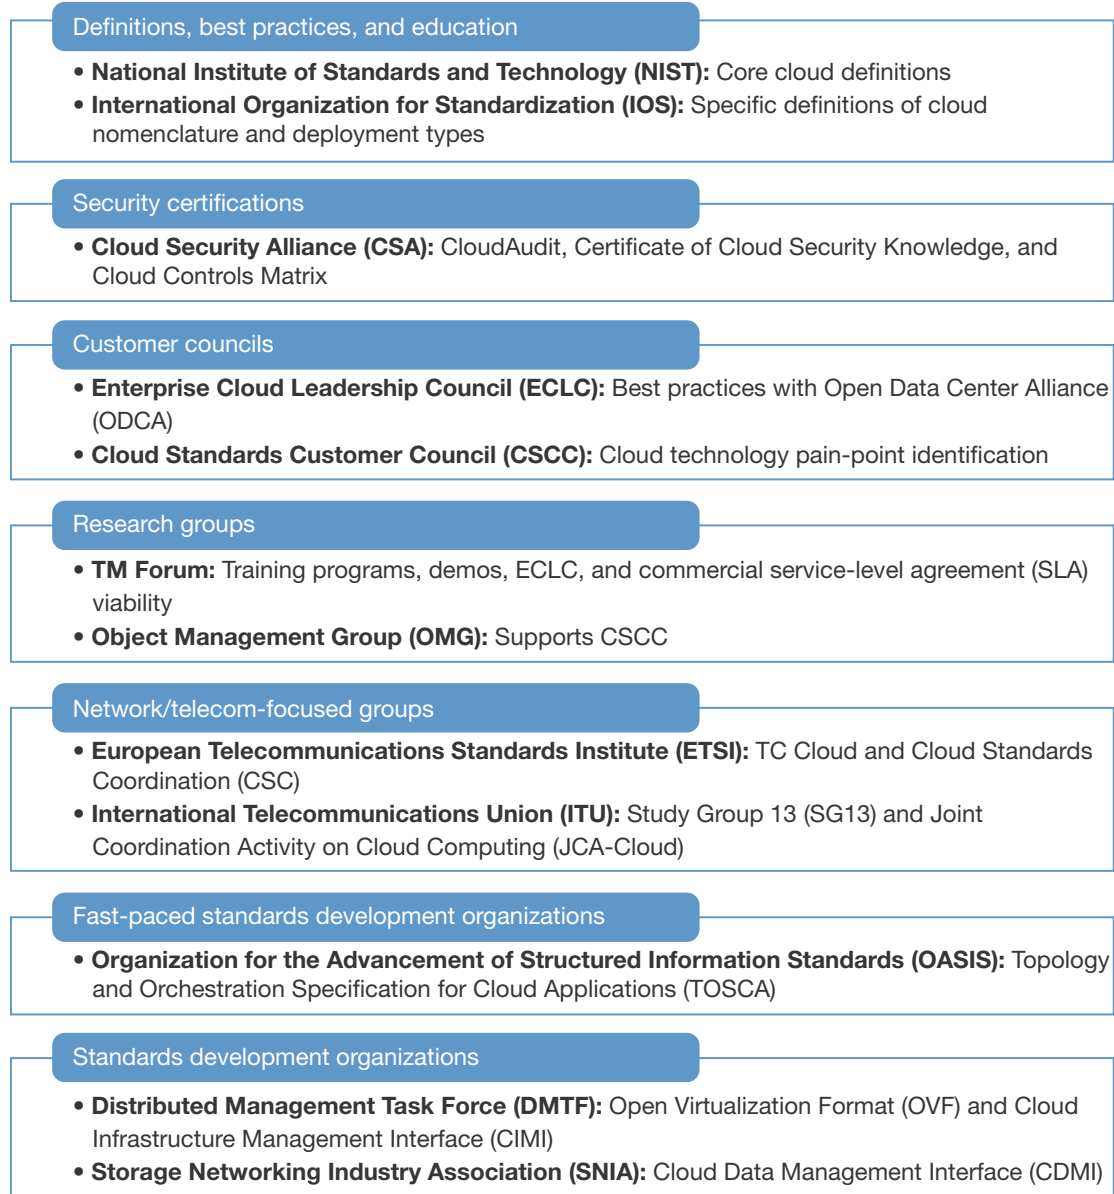 Definitions, best practices, and education
• National Institute of Standards and Technology (NIST): Core cloud definitions
• International Organization for Standardization (IOS): Specific definitions of cloud
nomenclature and deployment types
Security certifications
• Cloud Security Alliance (CSA): CloudAudit, Certificate of Cloud Security Knowledge, and
Cloud Controls Matrix
Customer councils
• Enterprise Cloud Leadership Council (ECLC): Best practices with Open Data Center Alliance
(ODCA)
• Cloud Standards Customer Council (CSCC): Cloud technology pain-point identification
Research groups
• TM Forum: Training programs, demos, ECLC, and commercial service-level agreement (SLA)
viability
• Object Management Group (OMG): Supports CSCC
Network/telecom-focused groups
• European Telecommunications Standards Institute (ETSI): TC Cloud and Cloud Standards
Coordination (CSC)
• International Telecommunications Union (ITU): Study Group 13 (SG13) and Joint
Coordination Activity on Cloud Computing (JCA-Cloud)
Fast-paced standards development organizations
• Organization for the Advancement of Structured Information Standards (OASIS): Topology
and Orchestration Specification for Cloud Applications (TOSCA)
Standards development organizations
• Distributed Management Task Force (DMTF): Open Virtualization Format (OVF) and Cloud
Infrastructure Management Interface (CIMI)
• Storage Networking Industry Association (SNIA): Cloud Data Management Interface (CDMI)